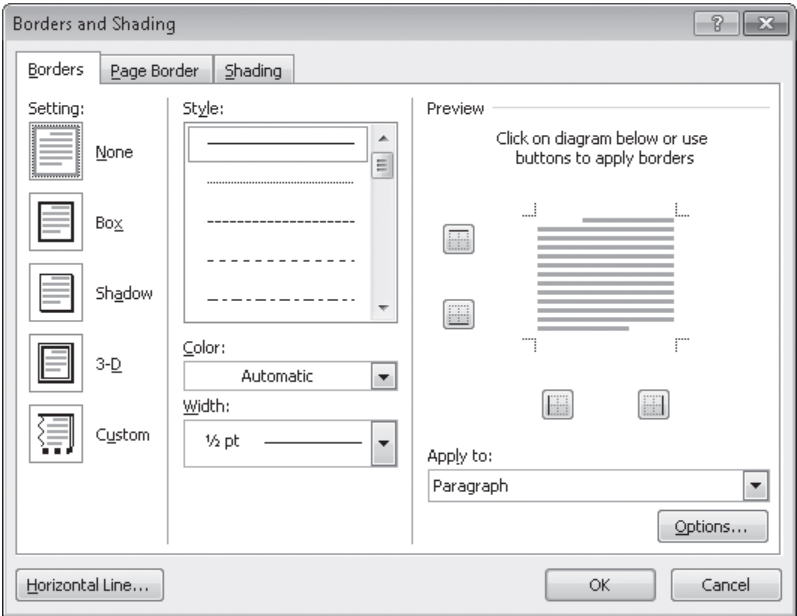 Borders and Shading
Borders
Page Border
Shading
Setting:
None
Box
Shadow
3-D
Custom
Style:
Color:
Automatic
Width:
½ pt
Preview
Click on diagram below or use
buttons to apply borders
Apply to:
Paragraph
Options...
Horizontal Line...
OK
Cancel